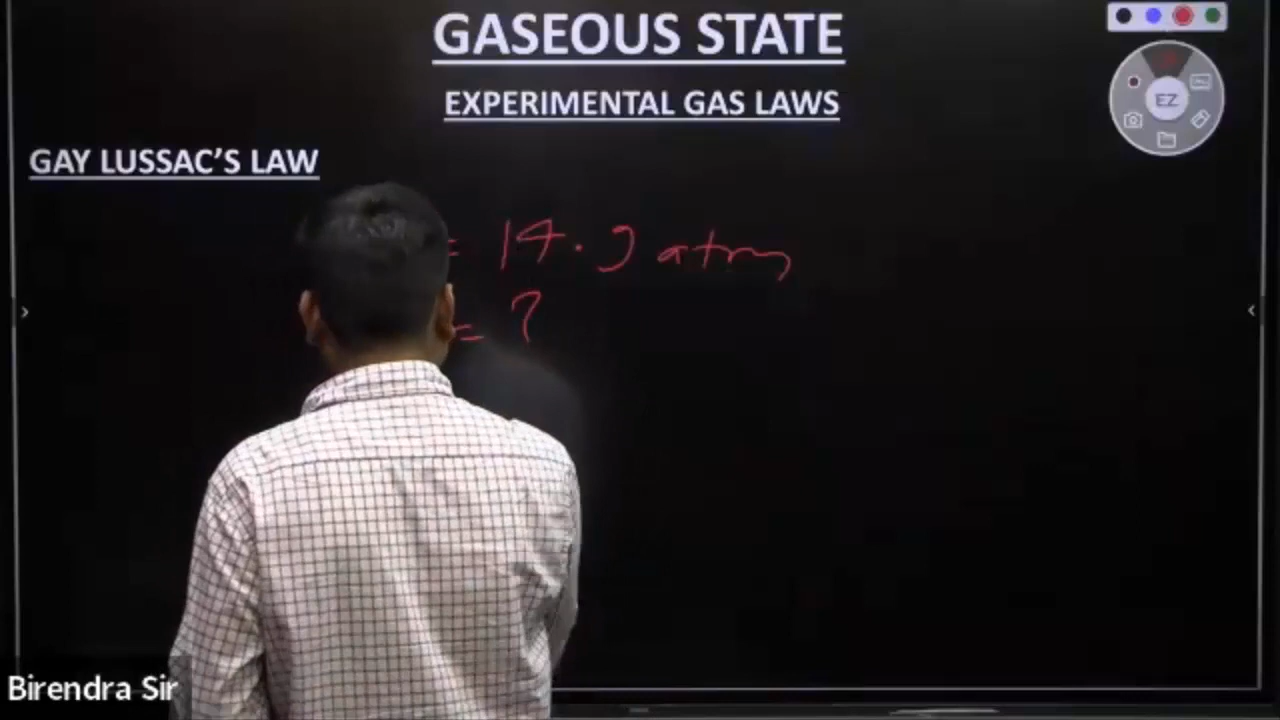 GASEOUS STATE
EXPERIMENTAL GAS LAWS
EZ
GAY LUSSAC'S LAW
= 14.9 atm
= ?
Birendra Sir